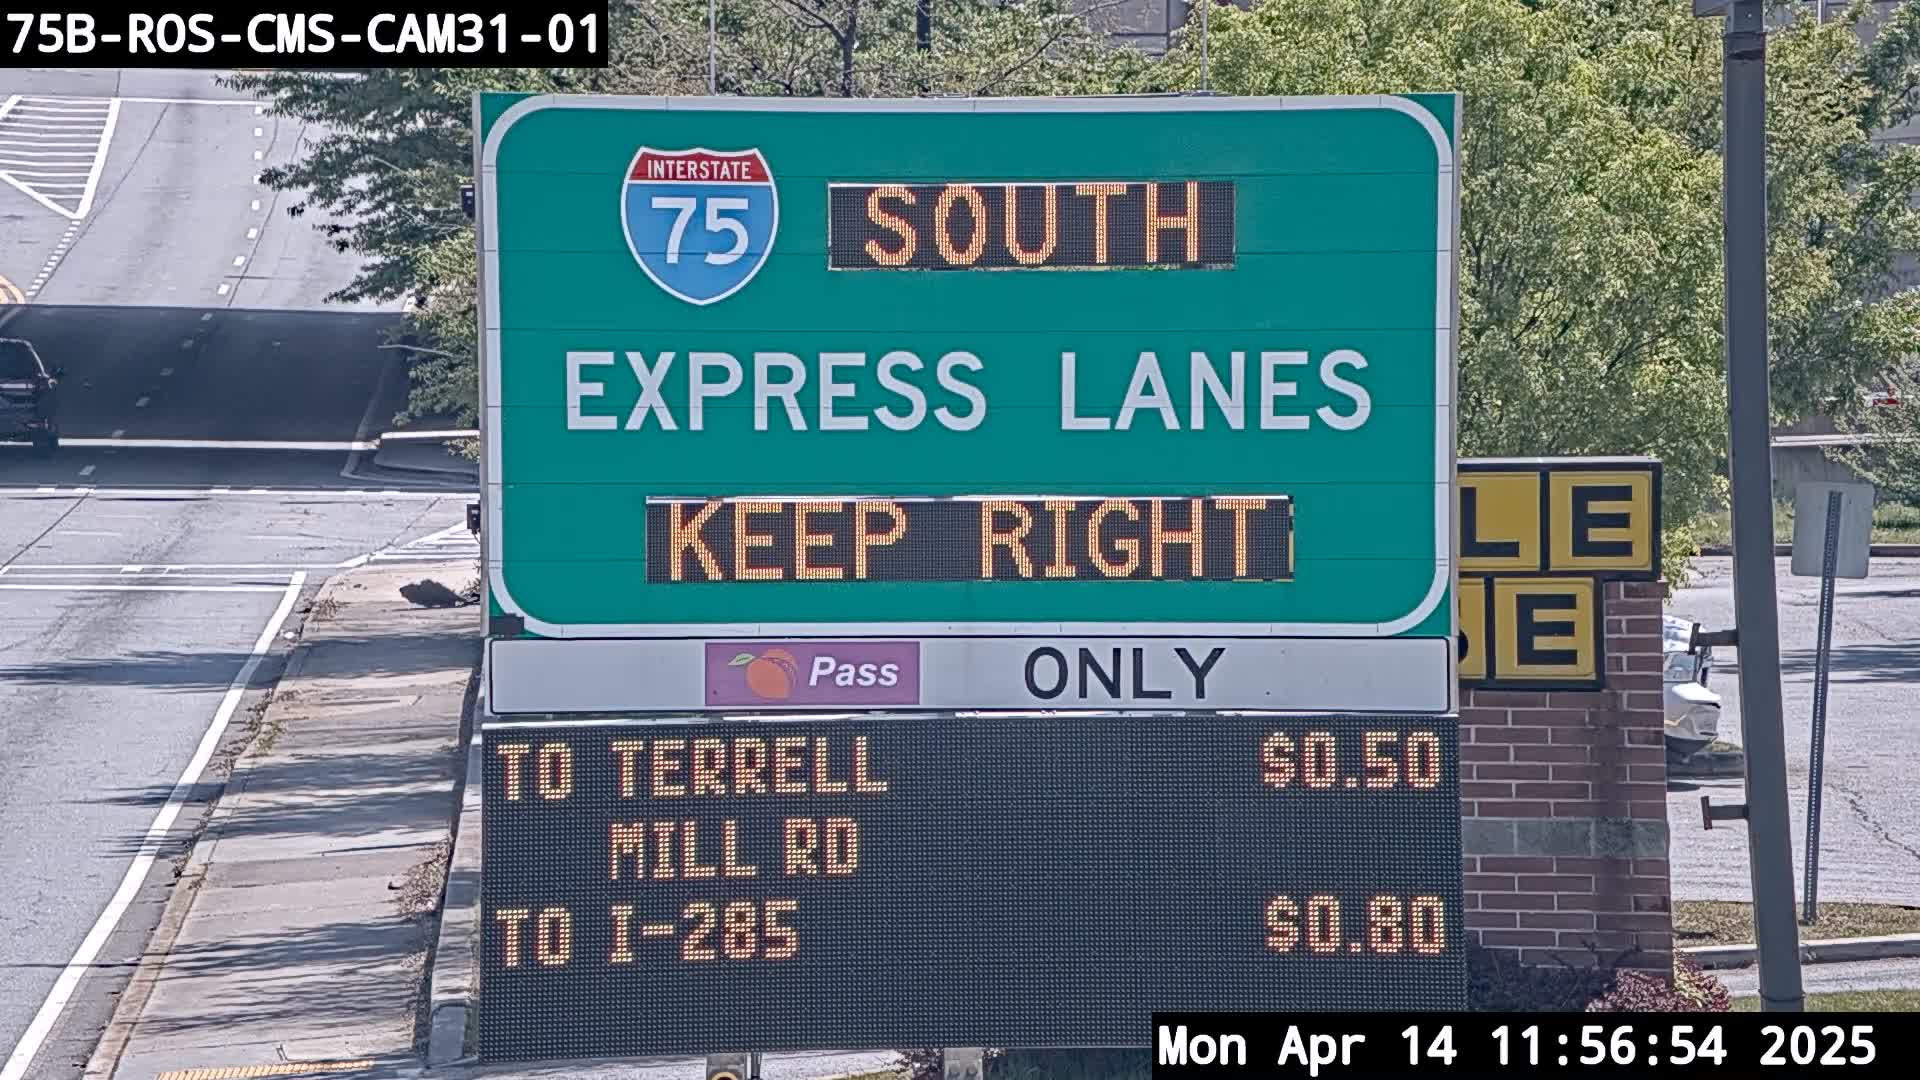 75B-ROS-CMS-CAM31-01
INTERSTATE
75
SOUTH
EXPRESS LANES
KEEP RIGHT
Pass ONLY
TO TERRELL $0.50
MILL RD
TO I-285 $0.80
LE
E
Mon Apr 14 11:56:54 2025